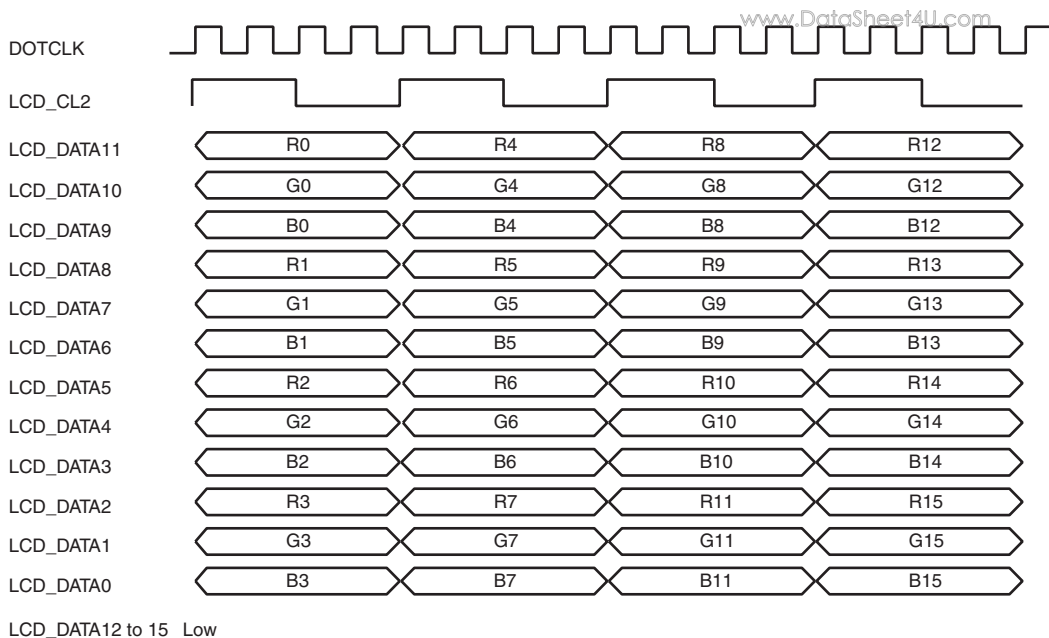 www.DataSheet4U.com
DOTCLK
LCD_CL2
LCD_DATA11 R0 R4 R8 R12
LCD_DATA10 G0 G4 G8 G12
LCD_DATA9 B0 B4 B8 B12
LCD_DATA8 R1 R5 R9 R13
LCD_DATA7 G1 G5 G9 G13
LCD_DATA6 B1 B5 B9 B13
LCD_DATA5 R2 R6 R10 R14
LCD_DATA4 G2 G6 G10 G14
LCD_DATA3 B2 B6 B10 B14
LCD_DATA2 R3 R7 R11 R15
LCD_DATA1 G3 G7 G11 G15
LCD_DATA0 B3 B7 B11 B15
LCD_DATA12 to 15 Low